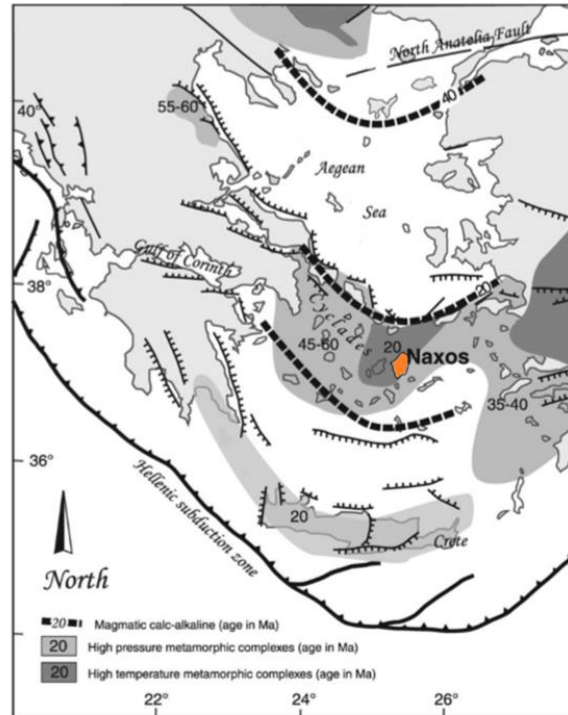 North Anatolia Fault
40
40°
55-60
Aegean
Sea
Gulf of Corinth
38°
20
Cyclades
45-60
20
Naxos
35-40
36°
Hellenic subduction zone
20
Crete
North
20 Magmatic calc-alkaline (age in Ma)
20 High pressure metamorphic complexes (age in Ma)
20 High temperature metamorphic complexes (age in Ma)
22° 24° 26°